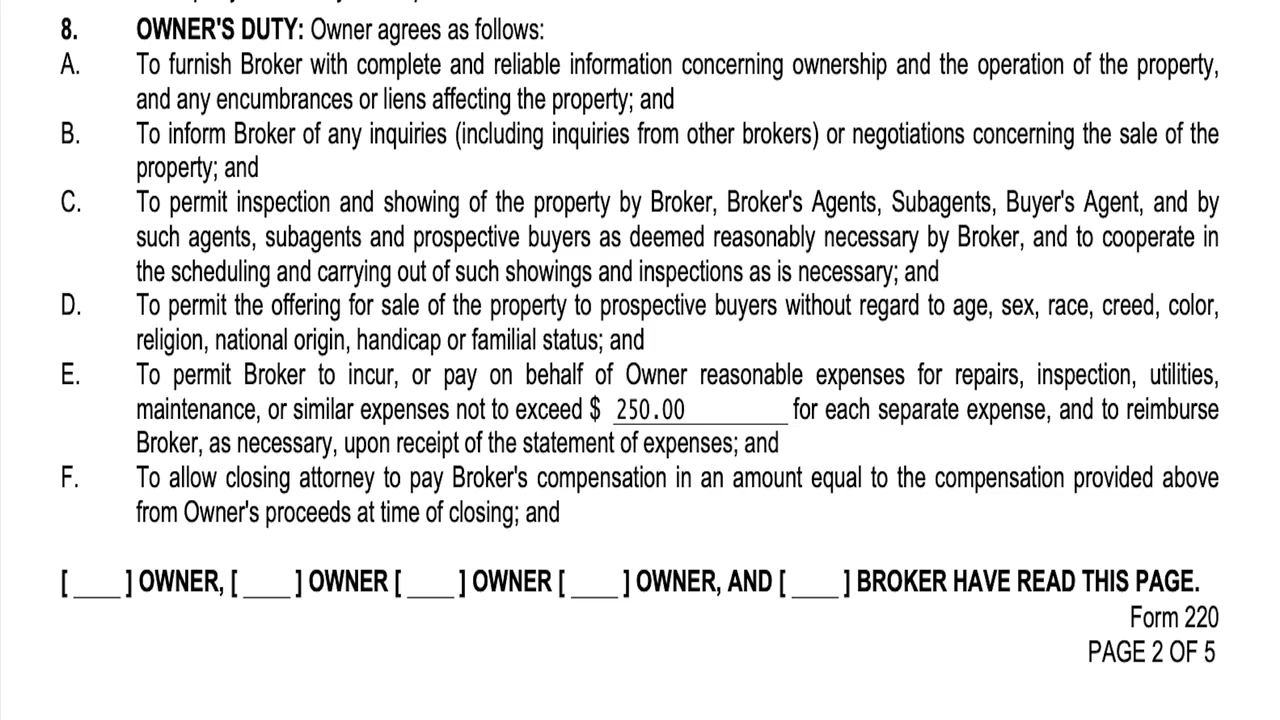 8. OWNER'S DUTY: Owner agrees as follows:
A. To furnish Broker with complete and reliable information concerning ownership and the operation of the property,
and any encumbrances or liens affecting the property; and
B. To inform Broker of any inquiries (including inquiries from other brokers) or negotiations concerning the sale of the
property; and
C. To permit inspection and showing of the property by Broker, Broker's Agents, Subagents, Buyer's Agent, and by
such agents, subagents and prospective buyers as deemed reasonably necessary by Broker, and to cooperate in
the scheduling and carrying out of such showings and inspections as is necessary; and
D. To permit the offering for sale of the property to prospective buyers without regard to age, sex, race, creed, color,
religion, national origin, handicap or familial status; and
E. To permit Broker to incur, or pay on behalf of Owner reasonable expenses for repairs, inspection, utilities,
maintenance, or similar expenses not to exceed $ 250.00 for each separate expense, and to reimburse
Broker, as necessary, upon receipt of the statement of expenses; and
F. To allow closing attorney to pay Broker's compensation in an amount equal to the compensation provided above
from Owner's proceeds at time of closing; and
[ ____ ] OWNER, [ ____ ] OWNER [ ____ ] OWNER [ ____ ] OWNER, AND [ ____ ] BROKER HAVE READ THIS PAGE.
Form 220
PAGE 2 OF 5